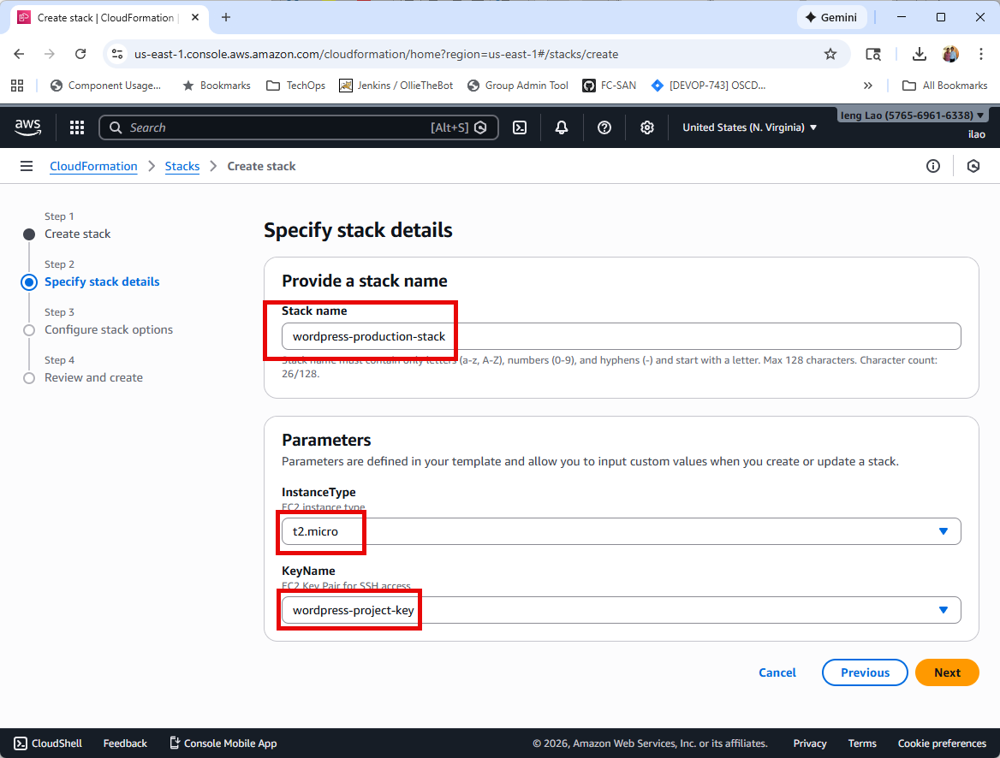 Create stack | CloudFormation
Gemini
us-east-1.console.aws.amazon.com/cloudformation/home?region=us-east-1#/stacks/create
Component Usage...
Bookmarks
TechOps
Jenkins / OllieTheBot
Group Admin Tool
FC-SAN
[DEVOP-743] OSCD...
All Bookmarks
aws
Search
[Alt+S]
United States (N. Virginia)
Ieng Lao (5765-6961-6338)
ilao
CloudFormation
Stacks
Create stack
Step 1
Create stack
Step 2
Specify stack details
Step 3
Configure stack options
Step 4
Review and create
Specify stack details
Provide a stack name
Stack name
wordpress-production-stack
Stack name must contain only letters (a-z, A-Z), numbers (0-9), and hyphens (-) and start with a letter. Max 128 characters. Character count:
26/128.
Parameters
Parameters are defined in your template and allow you to input custom values when you create or update a stack.
InstanceType
EC2 instance type
t2.micro
KeyName
EC2 Key Pair for SSH access
wordpress-project-key
Cancel
Previous
Next
CloudShell
Feedback
Console Mobile App
© 2026, Amazon Web Services, Inc. or its affiliates.
Privacy
Terms
Cookie preferences